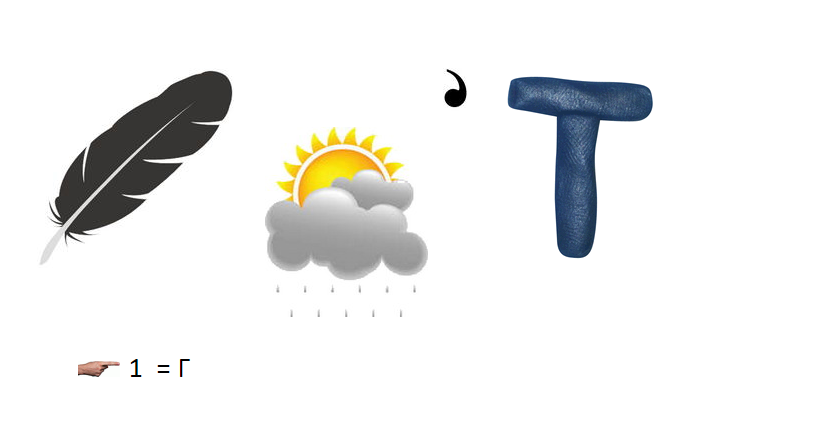 , Т
1 = Г